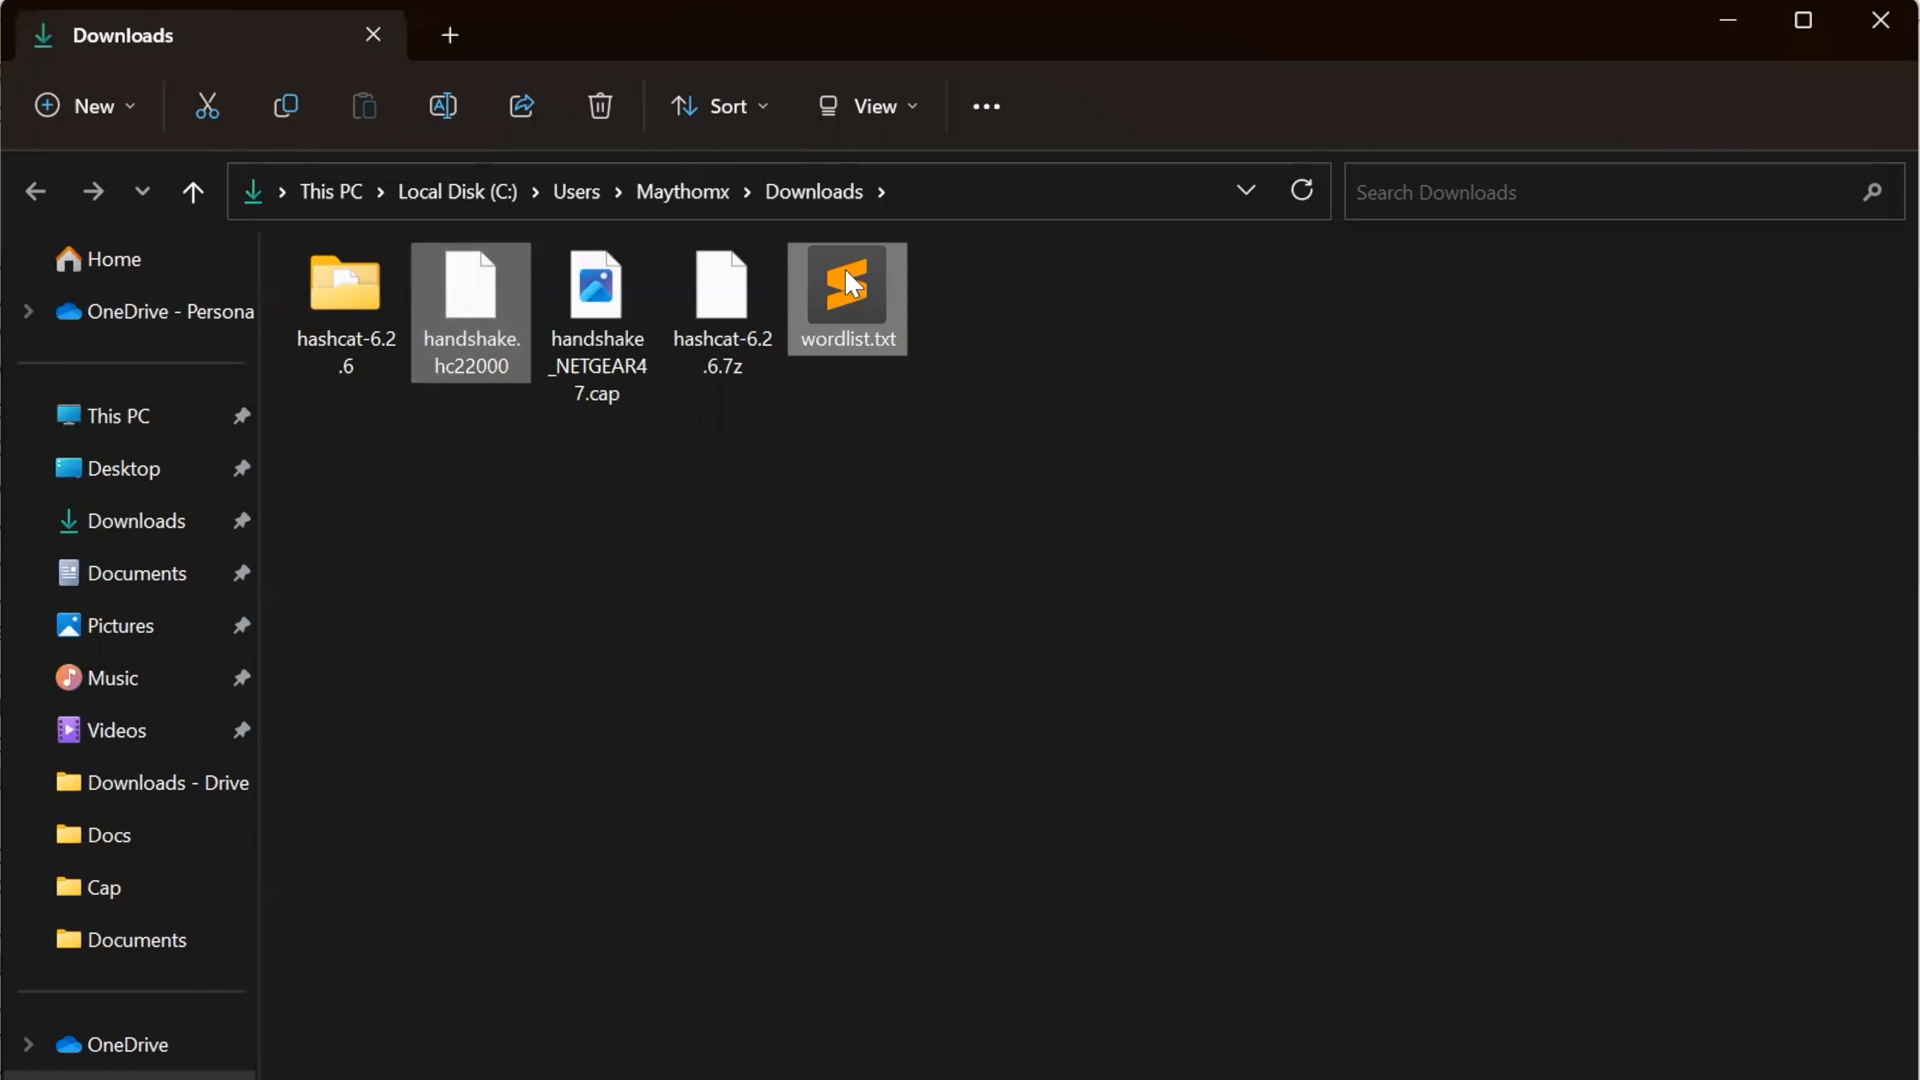 Downloads
New
Sort
View
This PC
Local Disk (C:)
Users
Maythomx
Downloads
Search Downloads
Home
OneDrive - Persona
This PC
Desktop
Downloads
Documents
Pictures
Music
Videos
Downloads - Drive
Docs
Cap
Documents
OneDrive
hashcat-6.2
.6
handshake.
hc22000
handshake
_NETGEAR4
7.cap
hashcat-6.2
.6.7z
wordlist.txt